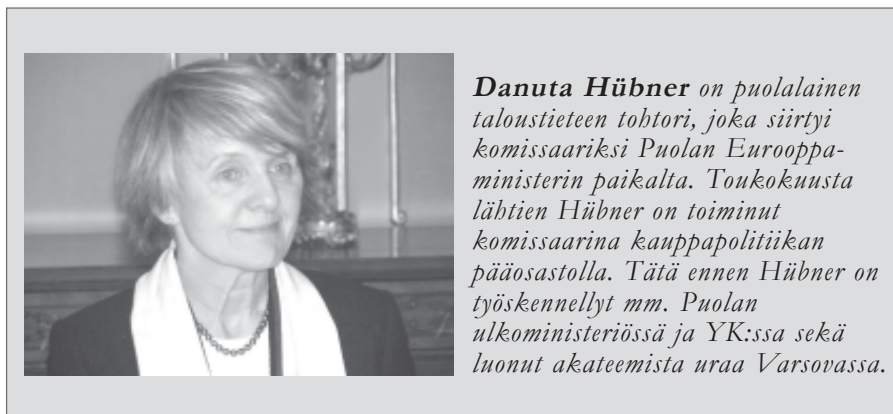 Danuta Hübner on puolalainen
taloustieteen tohtori, joka siirtyi
komissaariksi Puolan Eurooppa-
ministerin paikalta. Toukokuusta
lähtien Hübner on toiminut
komissaarina kauppapolitiikan
pääosastolla. Tätä ennen Hübner on
työskennellyt mm. Puolan
ulkoministeriössä ja YK:ssa sekä
luonut akateemista uraa Varsovassa.